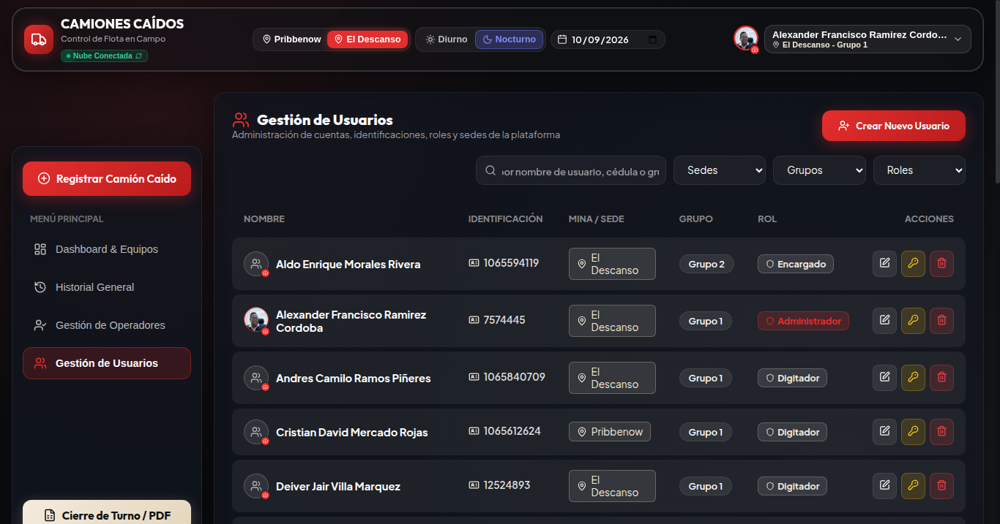 CAMIONES CAÍDOS
Control de Flota en Campo
Nube Conectada
Pribbenow
El Descanso
Diurno
Nocturno
10/09/2026
Alexander Francisco Ramirez Cordo...
El Descanso - Grupo 1
Registrar Camión Caído
MENÚ PRINCIPAL
Dashboard & Equipos
Historial General
Gestión de Operadores
Gestión de Usuarios
Cierre de Turno / PDF
Gestión de Usuarios
Administración de cuentas, identificaciones, roles y sedes de la plataforma
Crear Nuevo Usuario
por nombre de usuario, cédula o gru
Sedes
Grupos
Roles
NOMBRE IDENTIFICACIÓN MINA / SEDE GRUPO ROL ACCIONES
Aldo Enrique Morales Rivera
1065594119
El
Descanso
Grupo 2
Encargado
Alexander Francisco Ramirez
Cordoba
7574445
El
Descanso
Grupo 1
Administrador
Andres Camilo Ramos Piñeres
1065840709
El
Descanso
Grupo 1
Digitador
Cristian David Mercado Rojas
1065612624
Pribbenow
Grupo 1
Digitador
Deiver Jair Villa Marquez
12524893
El
Descanso
Grupo 1
Digitador